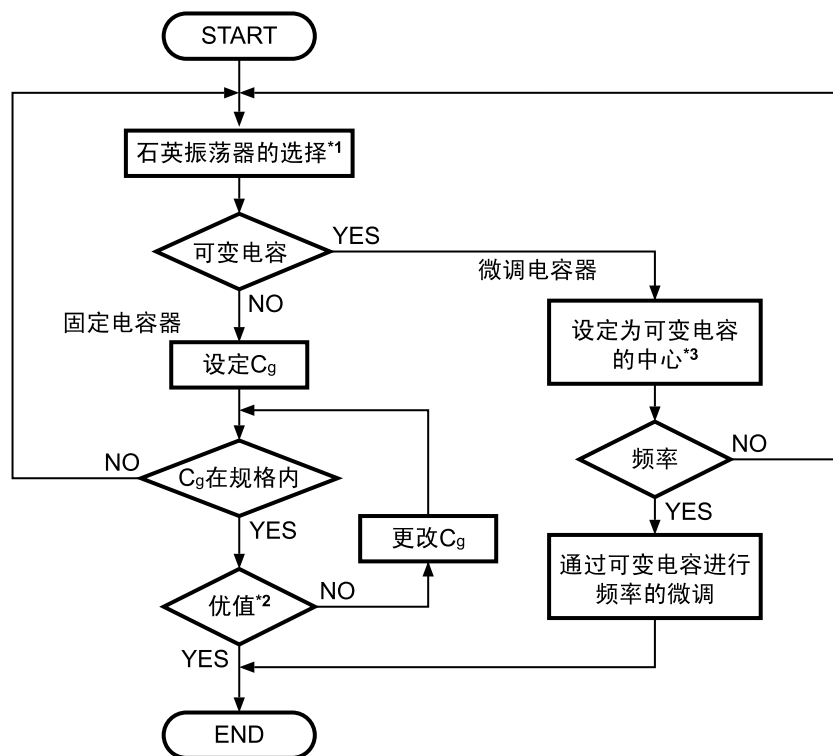 START
石英振荡器的选择*1
可变电容
YES
微调电容器
NO
固定电容器
设定Cg
设定为可变电容
的中心*3
Cg在规格内
NO
YES
频率
NO
YES
更改Cg
通过可变电容进行
频率的微调
优值*2
NO
YES
END